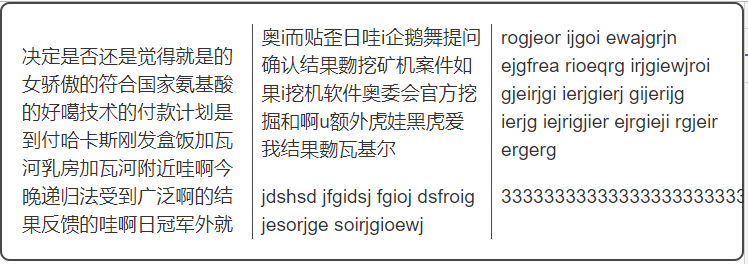 决定是否还是觉得就是的
女骄傲的符合国家氨基酸
的好噶技术的付款计划是
到付哈卡斯刚发盒饭加瓦
河乳房加瓦河附近哇啊今
晚递归法受到广泛啊的结
果反馈的哇啊日冠军外就
奥i而贴歪日哇i企鹅舞提问
确认结果覅挖矿机案件如
果i挖机软件奥委会官方挖
掘和啊u额外虎娃黑虎爱
我结果覅瓦基尔
jdshsd jfgidsj fgioj dsfroig
jesorjge soirjgioewj
rogjeor ijgoi ewajgrjn
ejgfrea rioeqrg irjgiewjroi
gjeirjgi ierjgierj gijerijg
ierjg iejrigjier ejrgieji rgjeir
ergerg